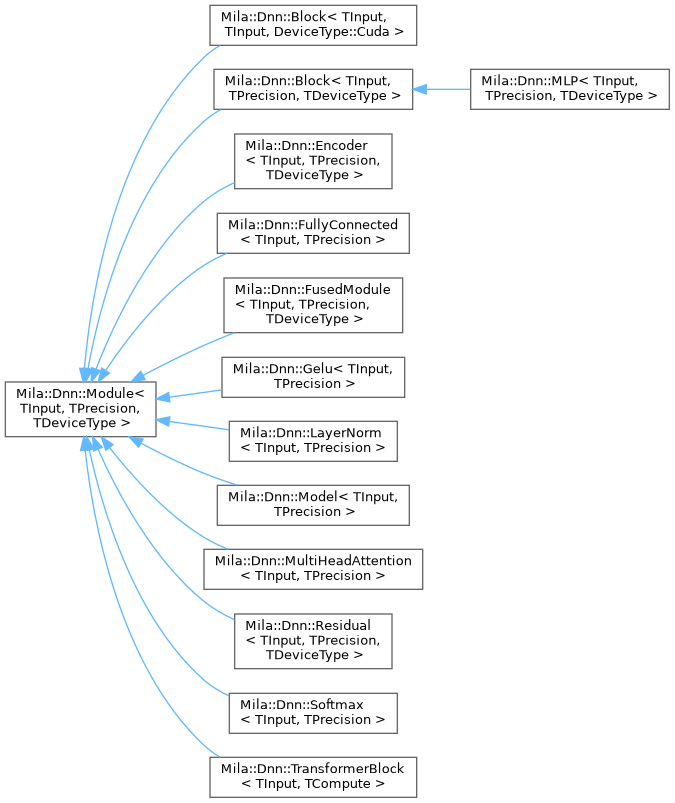 Mila::Dnn::Block< TInput,
TInput, DeviceType::Cuda >
Mila::Dnn::Block< TInput,
TPrecision, TDeviceType >
Mila::Dnn::MLP< TInput,
TPrecision, TDeviceType >
Mila::Dnn::Encoder
< TInput, TPrecision,
TDeviceType >
Mila::Dnn::FullyConnected
< TInput, TPrecision >
Mila::Dnn::FusedModule
< TInput, TPrecision,
TDeviceType >
Mila::Dnn::Gelu< TInput,
TPrecision >
Mila::Dnn::Module<
TInput, TPrecision,
TDeviceType >
Mila::Dnn::LayerNorm
< TInput, TPrecision >
Mila::Dnn::Model< TInput,
TPrecision >
Mila::Dnn::MultiHeadAttention
< TInput, TPrecision >
Mila::Dnn::Residual
< TInput, TPrecision,
TDeviceType >
Mila::Dnn::Softmax
< TInput, TPrecision >
Mila::Dnn::TransformerBlock
< TInput, TCompute >